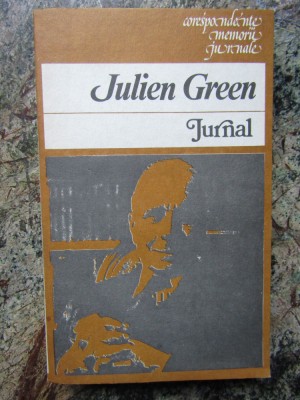 corespondențe
memorii
jurnale
Julien Green
Jurnal